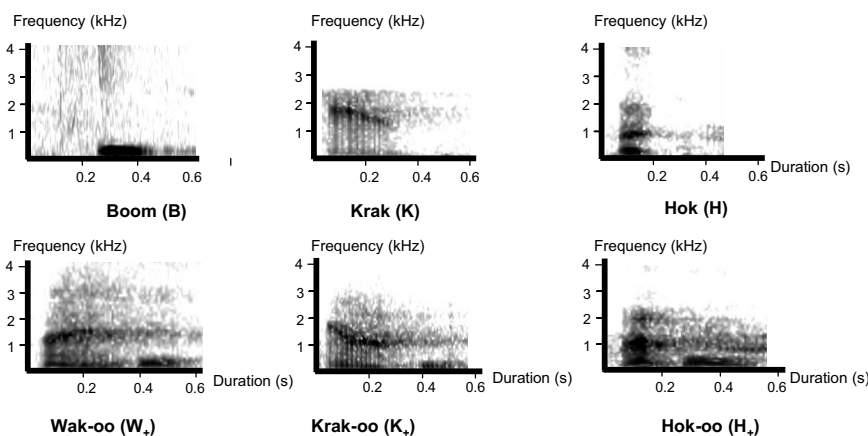 Frequency (kHz) Frequency (kHz) Frequency (kHz)
4 4 4
3 3 3
2 2 2
1 1 1
Duration (s)
0.2 0.4 0.6 0.2 0.4 0.6 0.2 0.4 0.6
Boom (B) Krak (K) Hok (H)
Frequency (kHz) Frequency (kHz) Frequency (kHz)
4 4 4
3 3 3
2 2 2
1 1 1
Duration (s) Duration (s) Duration (s)
0.2 0.4 0.6 0.2 0.4 0.6 0.2 0.4 0.6
Wak-oo (W+) Krak-oo (K+) Hok-oo (H+)